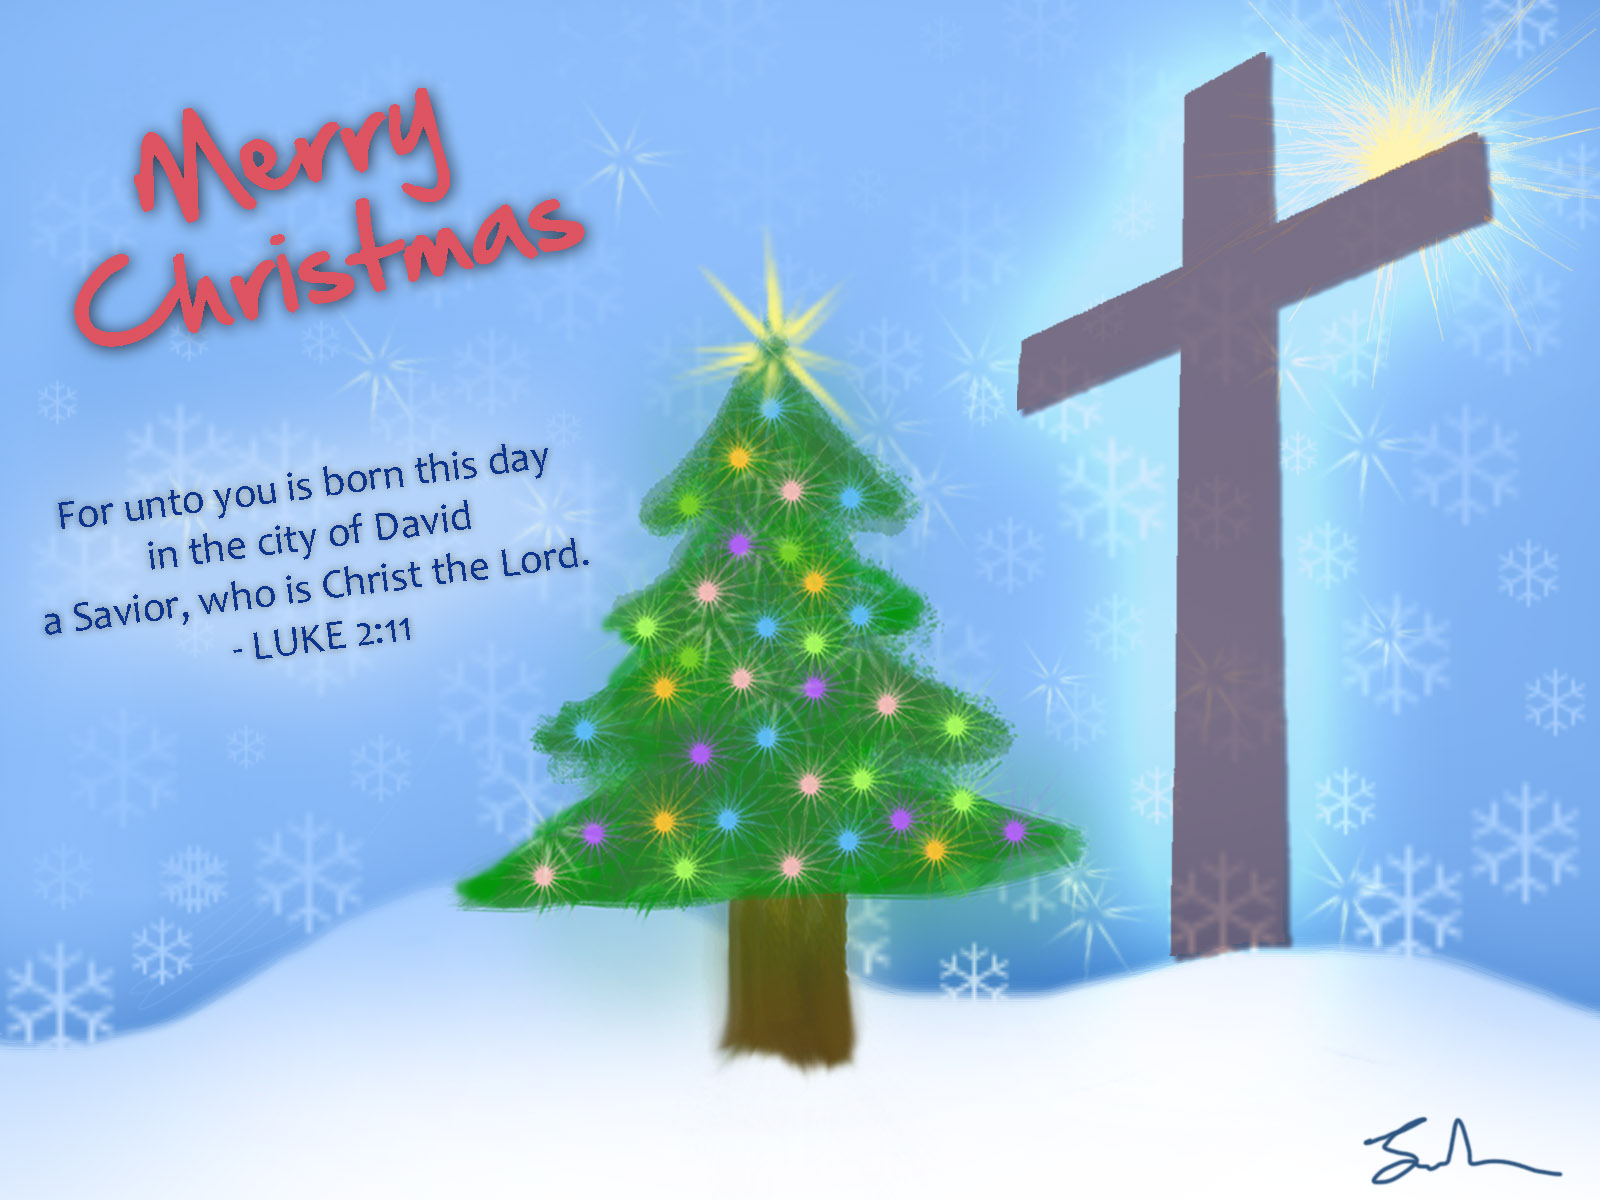 Merry
Christmas
For unto you is born this day
in the city of David
a Savior, who is Christ the Lord.
- LUKE 2:11